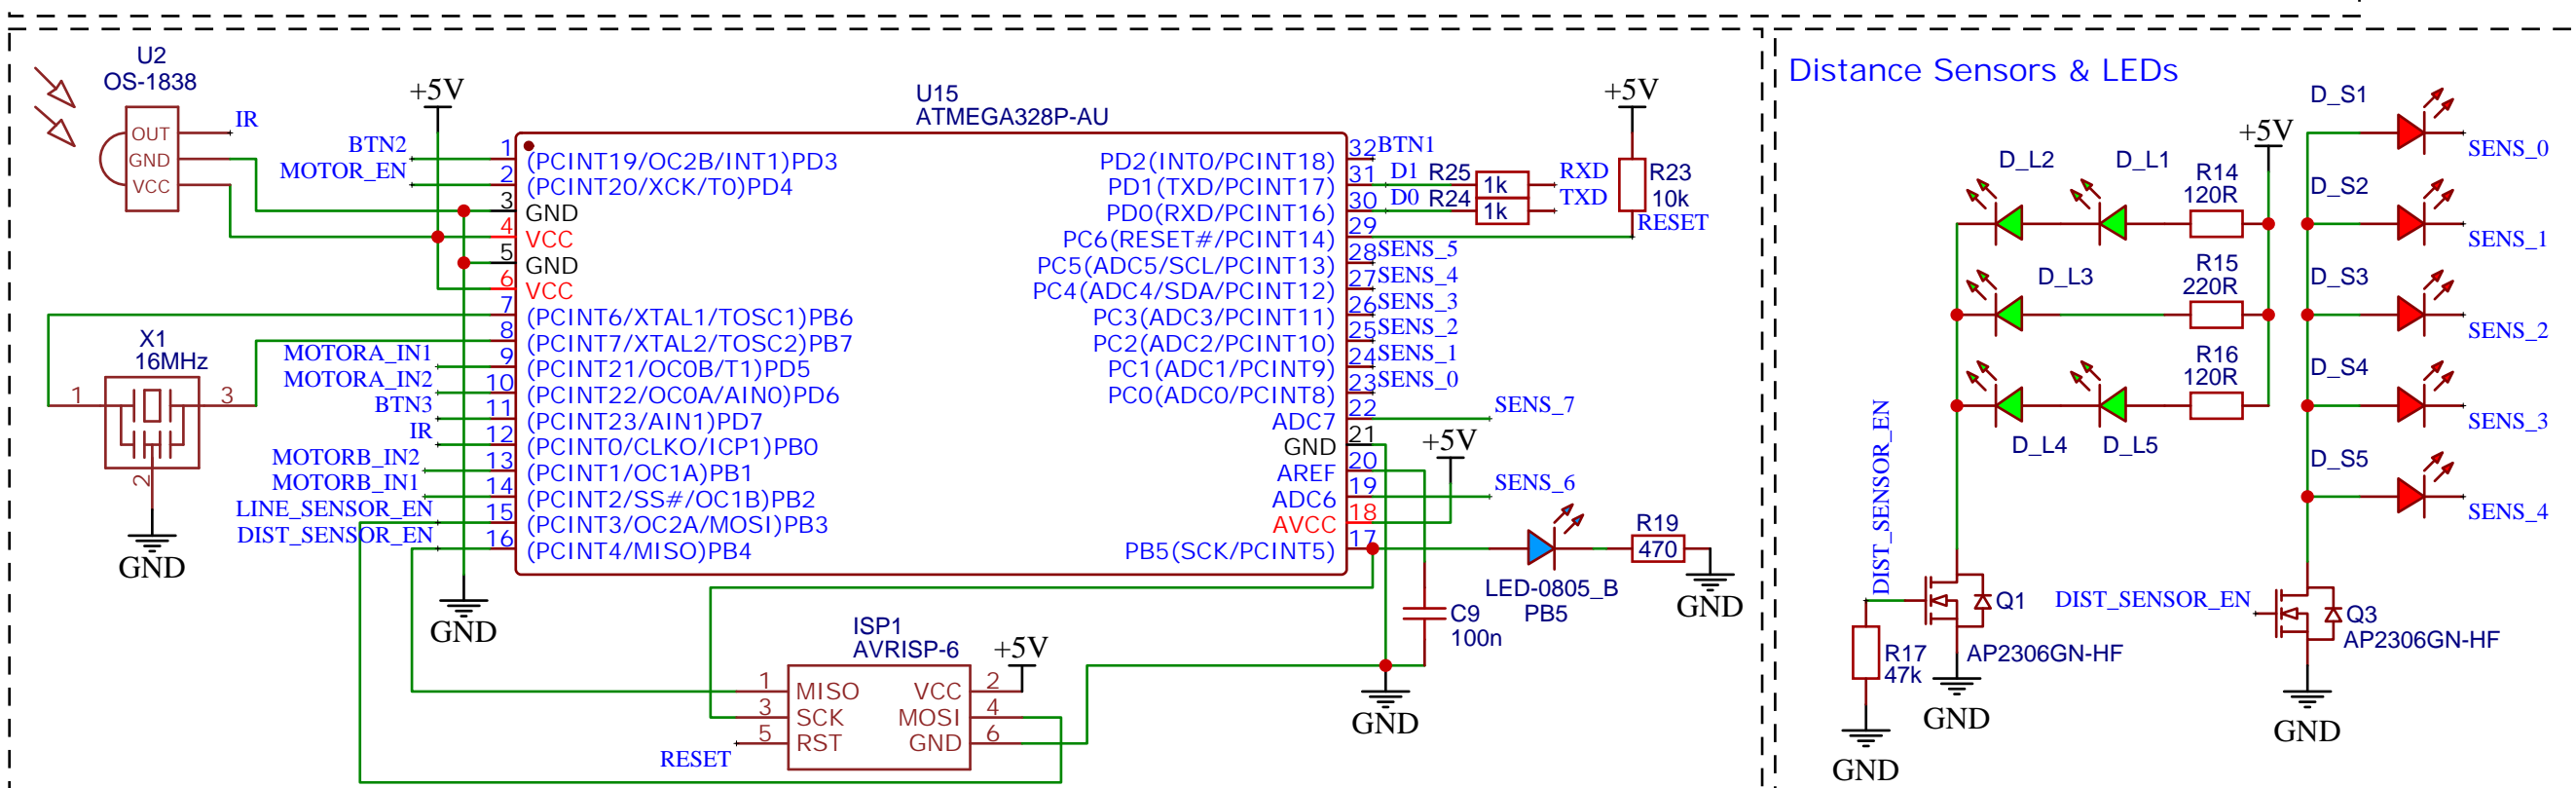 U2
OS-1838
OUT
GND
VCC
IR
+5V
BTN2
MOTOR_EN
X1
16MHz
1
3
2
GND
MOTORA_IN1
MOTORA_IN2
BTN3
IR
MOTORB_IN2
MOTORB_IN1
LINE_SENSOR_EN
DIST_SENSOR_EN
GND
U15
ATMEGA328P-AU
1 (PCINT19/OC2B/INT1)PD3
2 (PCINT20/XCK/T0)PD4
3 GND
4 VCC
5 GND
6 VCC
7 (PCINT6/XTAL1/TOSC1)PB6
8 (PCINT7/XTAL2/TOSC2)PB7
9 (PCINT21/OC0B/T1)PD5
10 (PCINT22/OC0A/AIN0)PD6
11 (PCINT23/AIN1)PD7
12 (PCINT0/CLKO/ICP1)PB0
13 (PCINT1/OC1A)PB1
14 (PCINT2/SS#/OC1B)PB2
15 (PCINT3/OC2A/MOSI)PB3
16 (PCINT4/MISO)PB4
PD2(INT0/PCINT18) 32 BTN1
PD1(TXD/PCINT17) 31 D1 R25 1k RXD
PD0(RXD/PCINT16) 30 D0 R24 1k TXD
PC6(RESET#/PCINT14) 29 RESET
PC5(ADC5/SCL/PCINT13) 28 SENS_5
PC4(ADC4/SDA/PCINT12) 27 SENS_4
PC3(ADC3/PCINT11) 26 SENS_3
PC2(ADC2/PCINT10) 25 SENS_2
PC1(ADC1/PCINT9) 24 SENS_1
PC0(ADC0/PCINT8) 23 SENS_0
ADC7 22 SENS_7
GND 21
AREF 20
ADC6 19 SENS_6
AVCC 18
PB5(SCK/PCINT5) 17
+5V
R23
10k
+5V
LED-0805_B
PB5
R19
470
GND
C9
100n
GND
ISP1
AVRISP-6
+5V
1 MISO VCC 2
3 SCK MOSI 4
5 RST GND 6
RESET
Distance Sensors & LEDs
D_L2
D_L1
R14
120R
+5V
D_L3
R15
220R
R16
120R
D_L4
D_L5
DIST_SENSOR_EN
Q1
AP2306GN-HF
GND
R17
47k
GND
D_S1
SENS_0
D_S2
SENS_1
D_S3
SENS_2
D_S4
SENS_3
D_S5
SENS_4
DIST_SENSOR_EN
Q3
AP2306GN-HF
GND